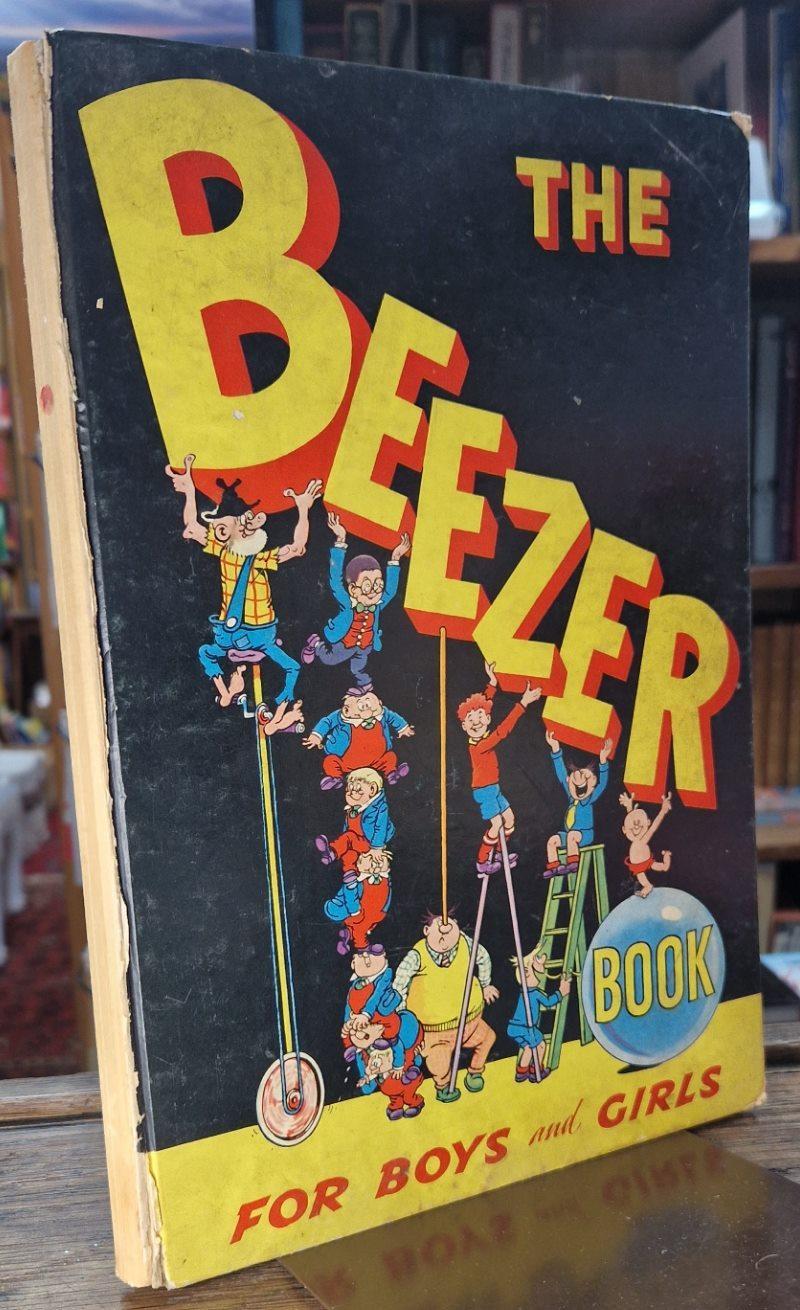 THE
BEEZER
BOOK
FOR BOYS and GIRLS